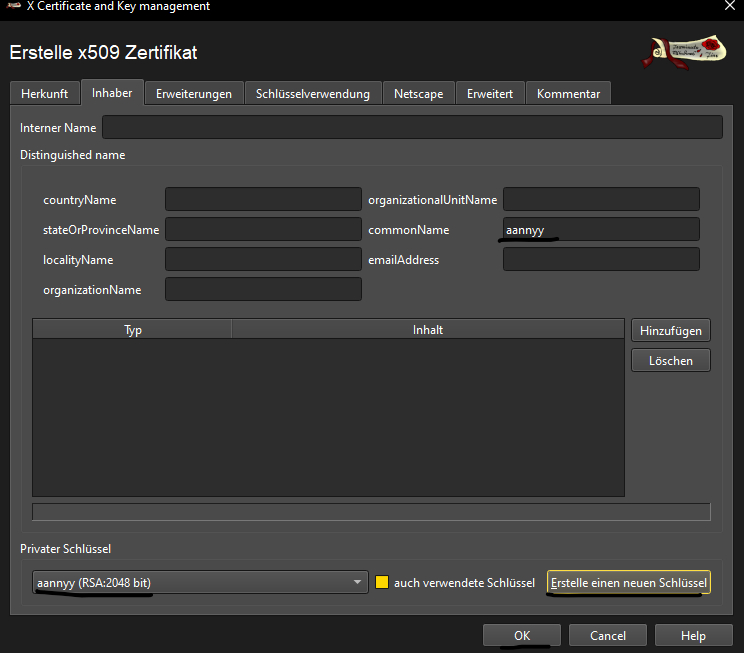 X Certificate and Key management
Erstelle x509 Zertifikat
Herkunft Inhaber Erweiterungen Schlüsselverwendung Netscape Erweitert Kommentar
Interner Name
Distinguished name
countryName organizationalUnitName
stateOrProvinceName commonName aannyy
localityName emailAddress
organizationName
Typ Inhalt Hinzufügen
Löschen
Privater Schlüssel
aannyy (RSA:2048 bit) auch verwendete Schlüssel Erstelle einen neuen Schlüssel
OK Cancel Help